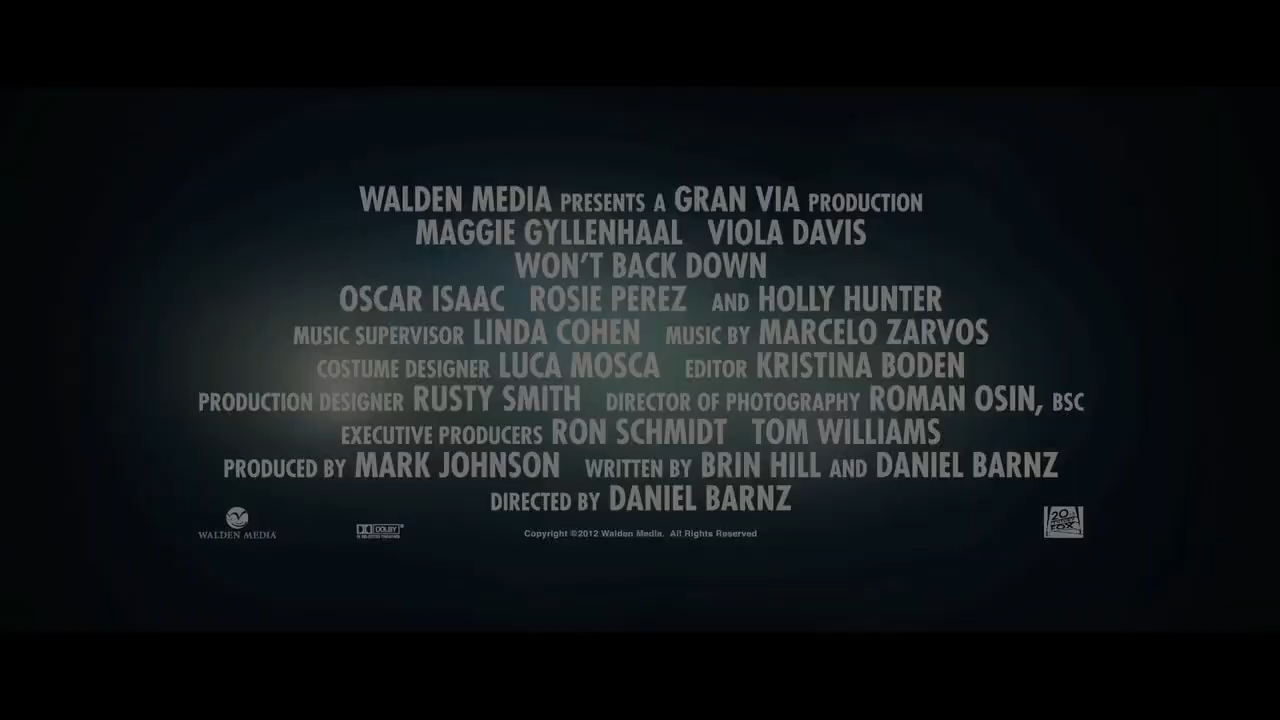 WALDEN MEDIA PRESENTS A GRAN VIA PRODUCTION
MAGGIE GYLLENHAAL VIOLA DAVIS
WON'T BACK DOWN
OSCAR ISAAC ROSIE PEREZ AND HOLLY HUNTER
MUSIC SUPERVISOR LINDA COHEN MUSIC BY MARCELO ZARVOS
COSTUME DESIGNER LUCA MOSCA EDITOR KRISTINA BODEN
PRODUCTION DESIGNER RUSTY SMITH DIRECTOR OF PHOTOGRAPHY ROMAN OSIN, BSC
EXECUTIVE PRODUCERS RON SCHMIDT TOM WILLIAMS
PRODUCED BY MARK JOHNSON WRITTEN BY BRIN HILL AND DANIEL BARNZ
DIRECTED BY DANIEL BARNZ
WALDEN MEDIA
DOLBY
Copyright ©2012 Walden Media. All Rights Reserved
20th CENTURY FOX